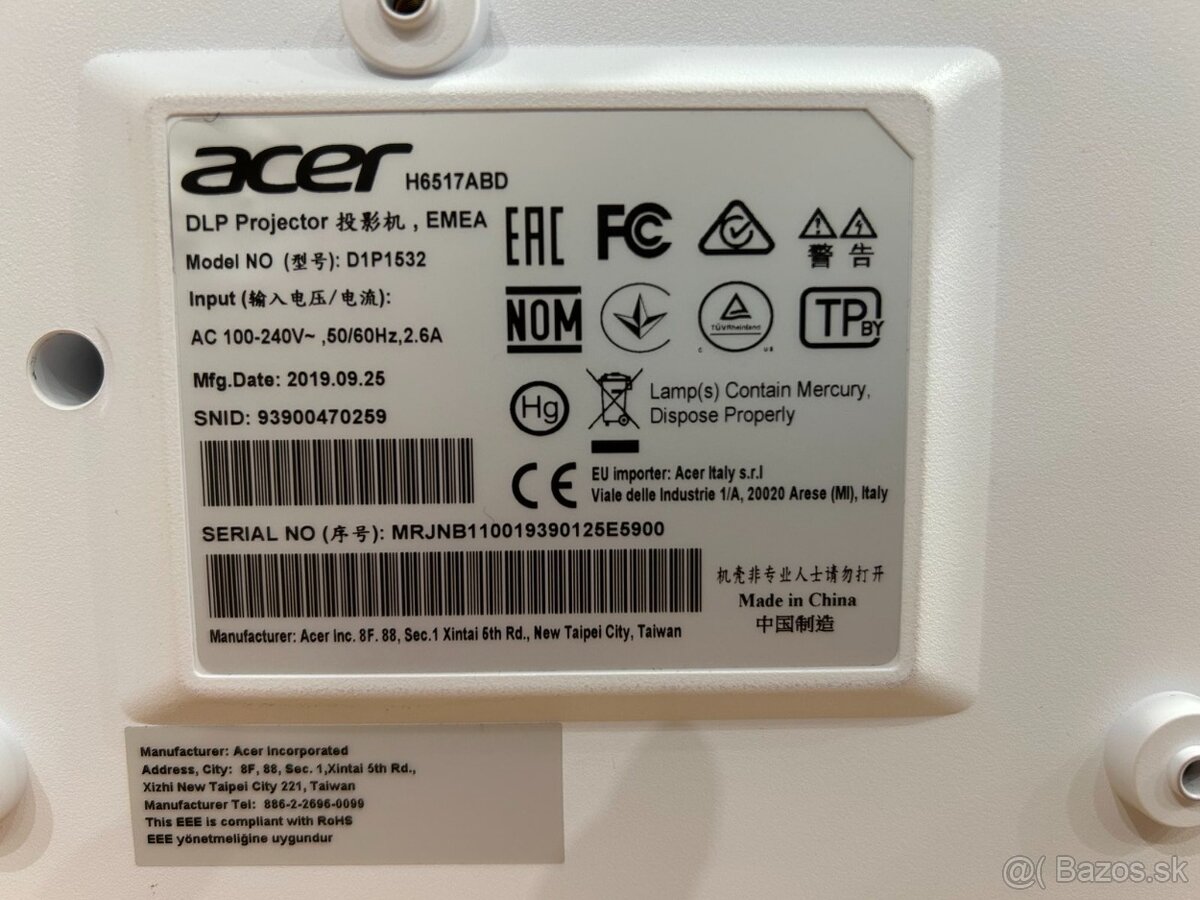 acer H6517ABD
DLP Projector 投影机 , EMEA
Model NO (型号): D1P1532
Input (输入电压/电流):
AC 100-240V~ ,50/60Hz,2.6A
Mfg.Date: 2019.09.25
SNID: 93900470259
EAC FC
警 告
NOM
TÜVRheinland
C US
TP BY
Hg
Lamp(s) Contain Mercury,
Dispose Properly
CE
EU importer: Acer Italy s.r.l
Viale delle Industrie 1/A, 20020 Arese (MI), Italy
SERIAL NO (序号): MRJNB110019390125E5900
机壳非专业人士请勿打开
Made in China
中国制造
Manufacturer: Acer Inc. 8F. 88, Sec.1 Xintai 5th Rd., New Taipei City, Taiwan
Manufacturer: Acer Incorporated
Address, City: 8F, 88, Sec. 1,Xintai 5th Rd.,
Xizhi New Taipei City 221, Taiwan
Manufacturer Tel: 886-2-2696-0099
This EEE is compliant with RoHS
EEE yönetmeliğine uygundur
@( Bazos.sk